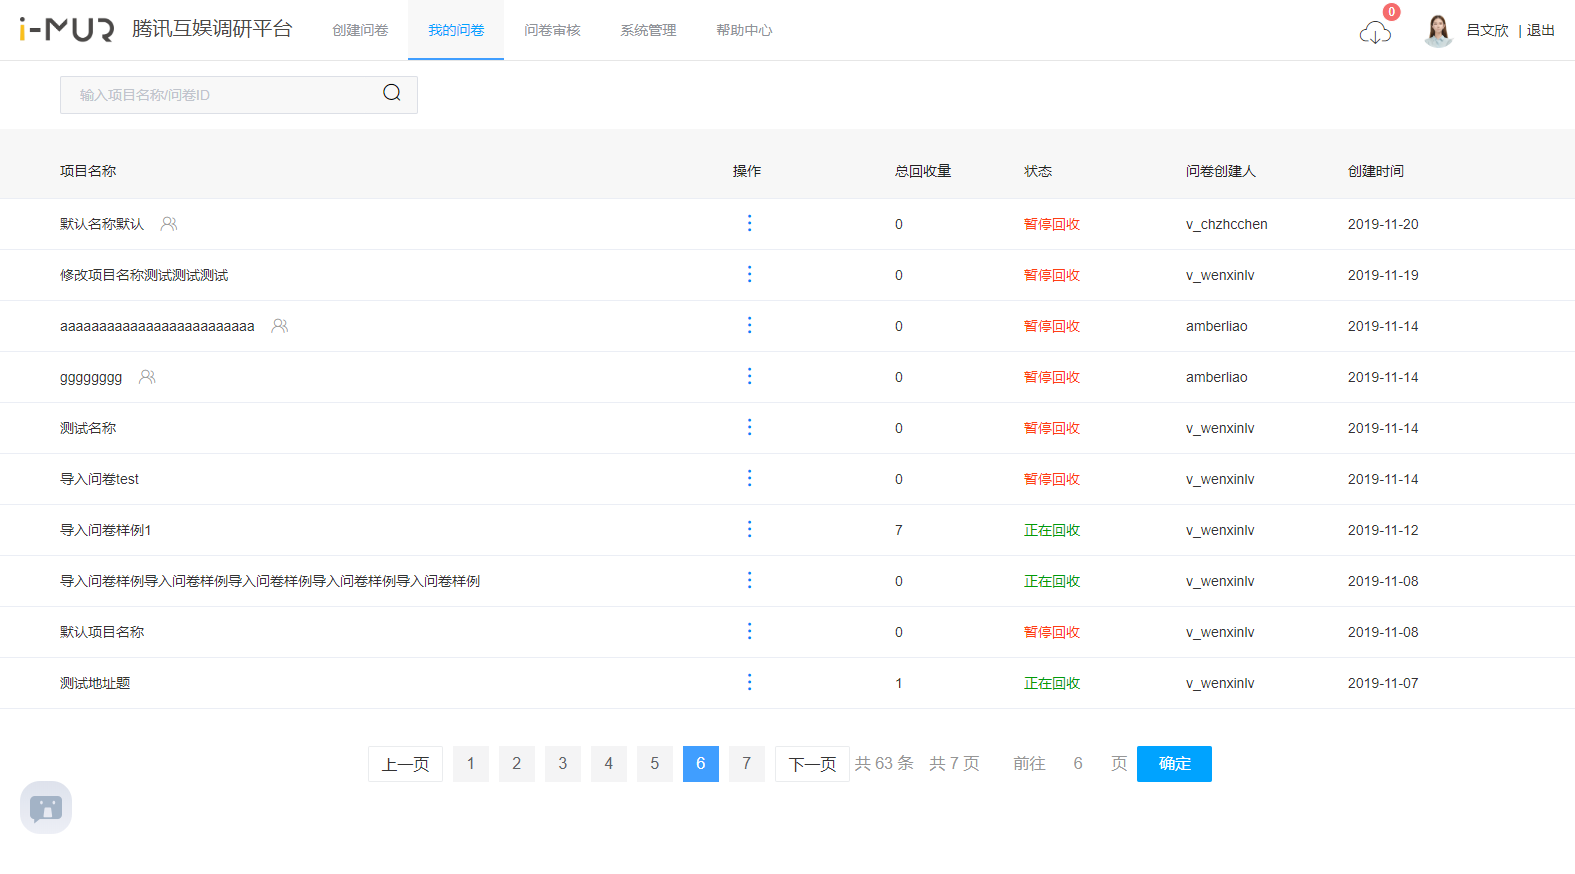 i-MUR 腾讯互娱调研平台 创建问卷 我的问卷 问卷审核 系统管理 帮助中心 0 吕文欣 | 退出
输入项目名称/问卷ID
项目名称 操作 总回收量 状态 问卷创建人 创建时间
默认名称默认 0 暂停回收 v_chzhcchen 2019-11-20
修改项目名称测试测试测试 0 暂停回收 v_wenxinlv 2019-11-19
aaaaaaaaaaaaaaaaaaaaaaaaa 0 暂停回收 amberliao 2019-11-14
gggggggg 0 暂停回收 amberliao 2019-11-14
测试名称 0 暂停回收 v_wenxinlv 2019-11-14
导入问卷test 0 暂停回收 v_wenxinlv 2019-11-14
导入问卷样例1 7 正在回收 v_wenxinlv 2019-11-12
导入问卷样例导入问卷样例导入问卷样例导入问卷样例导入问卷样例 0 正在回收 v_wenxinlv 2019-11-08
默认项目名称 0 暂停回收 v_wenxinlv 2019-11-08
测试地址题 1 正在回收 v_wenxinlv 2019-11-07
上一页 1 2 3 4 5 6 7 下一页 共 63 条 共 7 页 前往 6 页 确定